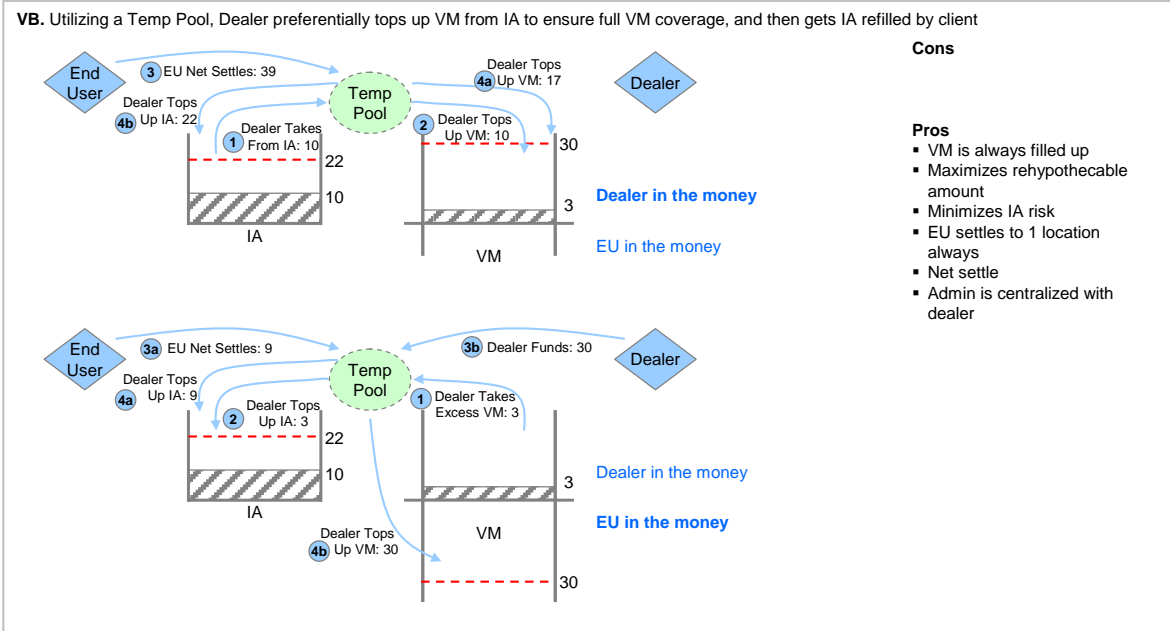 VB. Utilizing a Temp Pool, Dealer preferentially tops up VM from IA to ensure full VM coverage, and then gets IA refilled by client
End
User
3 EU Net Settles: 39
Dealer Tops
4b Up IA: 22
1 Dealer Takes
From IA: 10
Temp
Pool
Dealer Tops
4a Up VM: 17
2 Dealer Tops
Up VM: 10
Dealer
22
10
IA
30
3
VM
Dealer in the money
EU in the money
Cons
Pros
▪ VM is always filled up
▪ Maximizes rehypothecable
amount
▪ Minimizes IA risk
▪ EU settles to 1 location
always
▪ Net settle
▪ Admin is centralized with
dealer
End
User
3a EU Net Settles: 9
Dealer Tops
4a Up IA: 9
2 Dealer Tops
Up IA: 3
Temp
Pool
3b Dealer Funds: 30
1 Dealer Takes
Excess VM: 3
Dealer
22
10
IA
3
VM
30
Dealer in the money
EU in the money
Dealer Tops
4b Up VM: 30